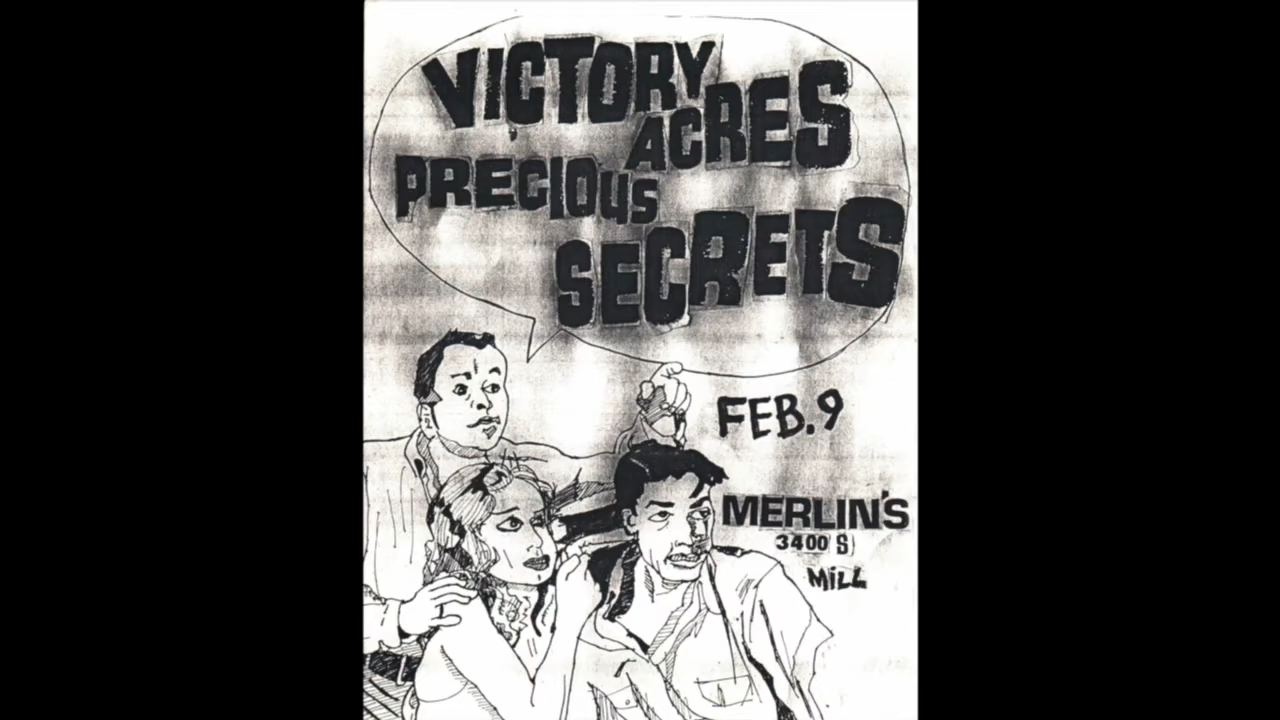 VICTORY
ACRES
PRECIOUS
SECRETS
FEB. 9
MERLIN'S
3400 S
MILL